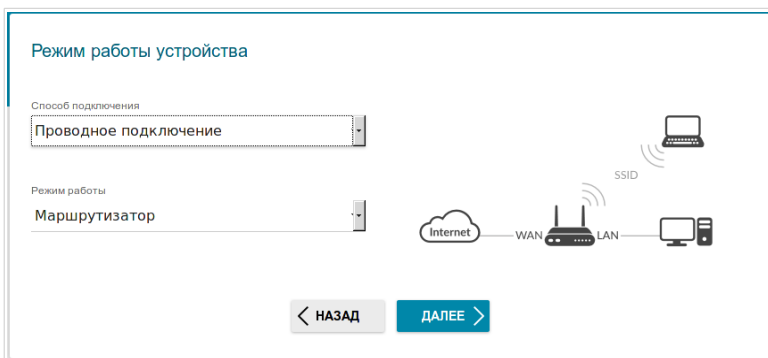 Режим работы устройства
Способ подключения
Проводное подключение
Режим работы
Маршрутизатор
SSID
Internet
WAN
LAN
НАЗАД
ДАЛЕЕ